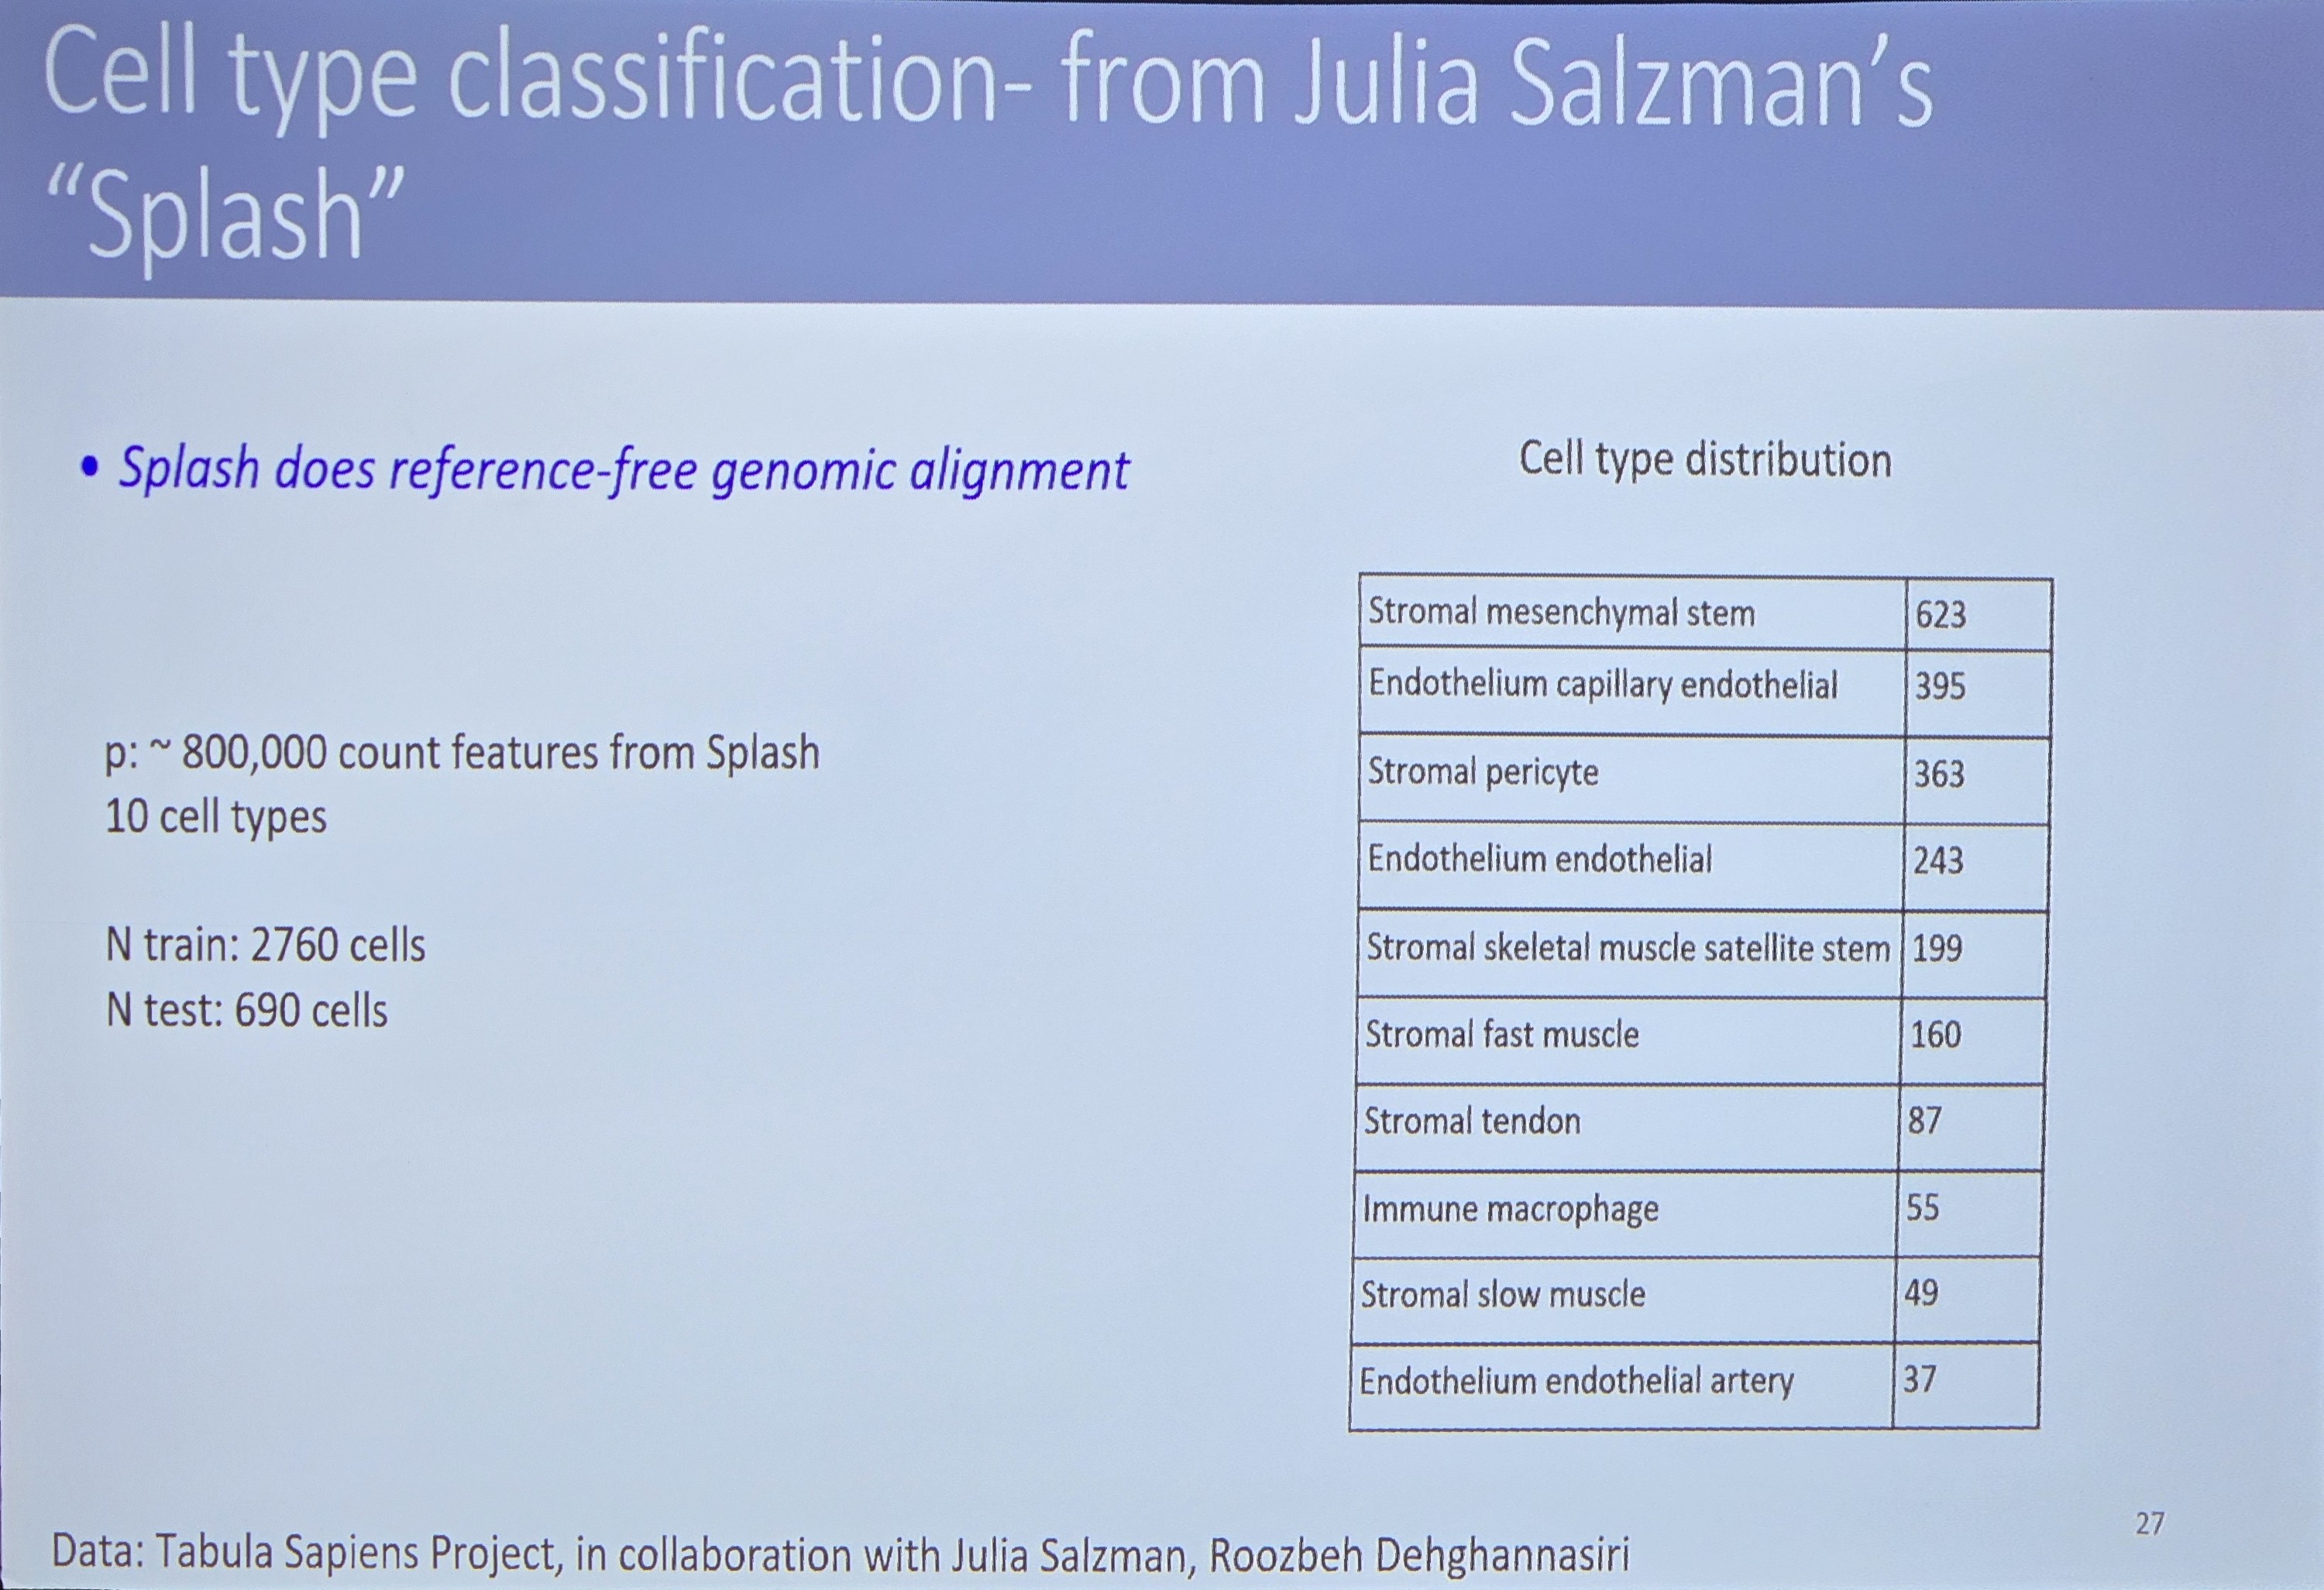 Cell type classification- from Julia Salzman’s
“Splash”
• Splash does reference-free genomic alignment
p: ~ 800,000 count features from Splash
10 cell types
N train: 2760 cells
N test: 690 cells
Cell type distribution
Stromal mesenchymal stem 623
Endothelium capillary endothelial 395
Stromal pericyte 363
Endothelium endothelial 243
Stromal skeletal muscle satellite stem 199
Stromal fast muscle 160
Stromal tendon 87
Immune macrophage 55
Stromal slow muscle 49
Endothelium endothelial artery 37
27
Data: Tabula Sapiens Project, in collaboration with Julia Salzman, Roozbeh Dehghannasiri